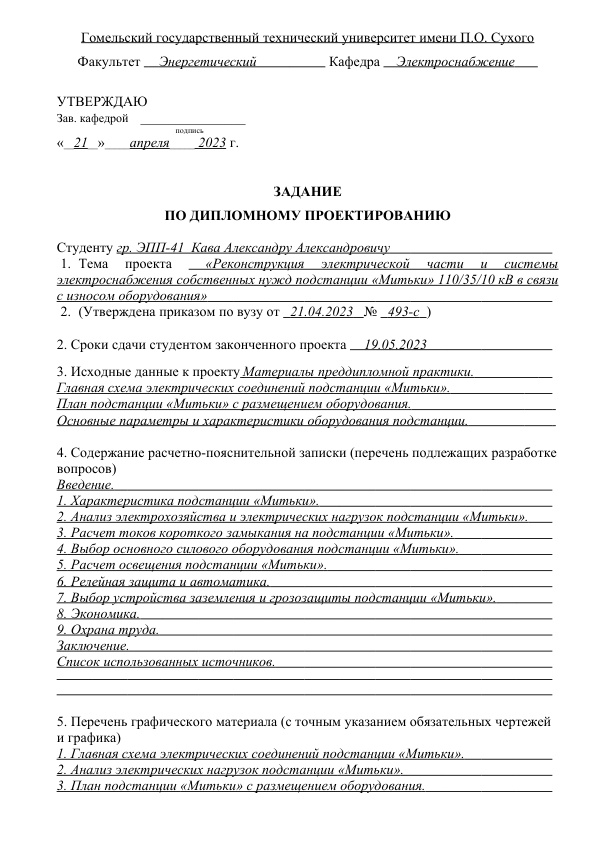 Гомельский государственный технический университет имени П.О. Сухого
Факультет Энергетический Кафедра Электроснабжение
УТВЕРЖДАЮ
Зав. кафедрой ________________
подпись
« 21 » апреля 2023 г.
ЗАДАНИЕ
ПО ДИПЛОМНОМУ ПРОЕКТИРОВАНИЮ
Студенту гр. ЭПП-41 Кава Александру Александровичу
1. Тема проекта «Реконструкция электрической части и системы
электроснабжения собственных нужд подстанции «Митьки» 110/35/10 кВ в связи
с износом оборудования»
2. (Утверждена приказом по вузу от 21.04.2023 № 493-с )
2. Сроки сдачи студентом законченного проекта 19.05.2023
3. Исходные данные к проекту Материалы преддипломной практики.
Главная схема электрических соединений подстанции «Митьки».
План подстанции «Митьки» с размещением оборудования.
Основные параметры и характеристики оборудования подстанции.
4. Содержание расчетно-пояснительной записки (перечень подлежащих разработке
вопросов)
Введение.
1. Характеристика подстанции «Митьки».
2. Анализ электрохозяйства и электрических нагрузок подстанции «Митьки».
3. Расчет токов короткого замыкания на подстанции «Митьки».
4. Выбор основного силового оборудования подстанции «Митьки».
5. Расчет освещения подстанции «Митьки».
6. Релейная защита и автоматика.
7. Выбор устройства заземления и грозозащиты подстанции «Митьки».
8. Экономика.
9. Охрана труда.
Заключение.
Список использованных источников.
5. Перечень графического материала (с точным указанием обязательных чертежей
и графика)
1. Главная схема электрических соединений подстанции «Митьки».
2. Анализ электрических нагрузок подстанции «Митьки».
3. План подстанции «Митьки» с размещением оборудования.